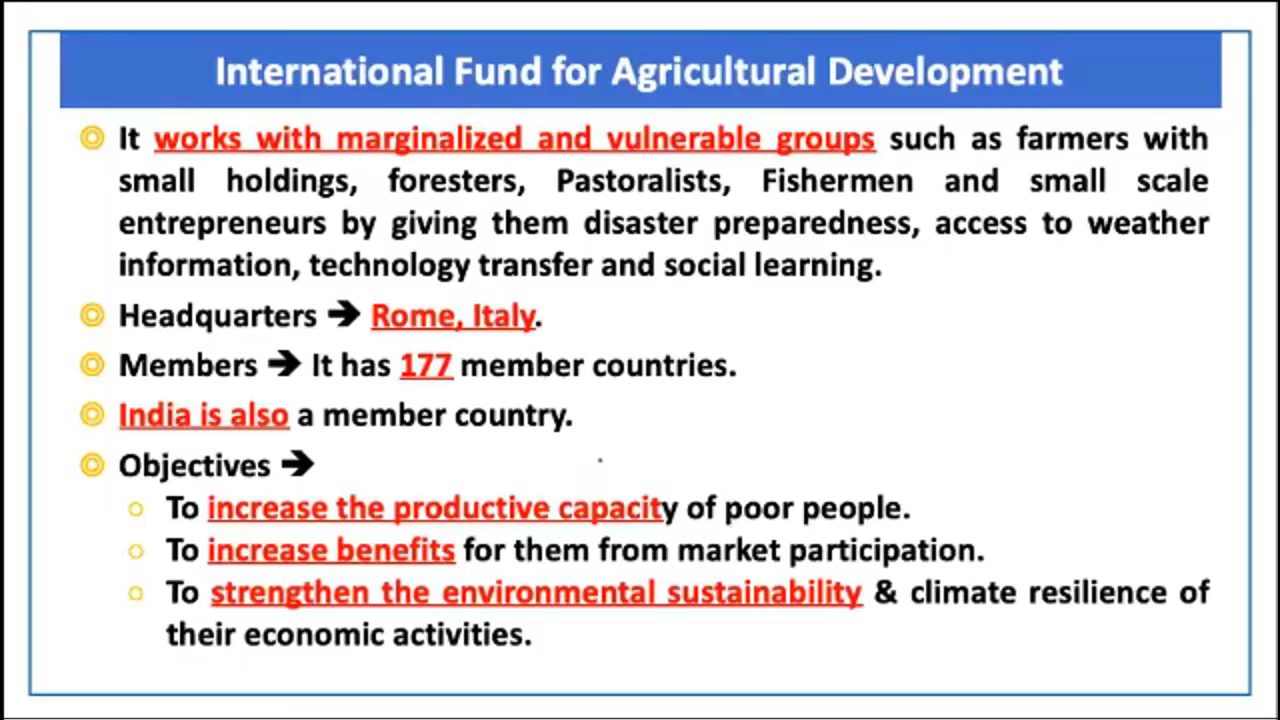 International Fund for Agricultural Development
It works with marginalized and vulnerable groups such as farmers with
small holdings, foresters, Pastoralists, Fishermen and small scale
entrepreneurs by giving them disaster preparedness, access to weather
information, technology transfer and social learning.
Headquarters ➔ Rome, Italy.
Members ➔ It has 177 member countries.
India is also a member country.
Objectives ➔
To increase the productive capacity of poor people.
To increase benefits for them from market participation.
To strengthen the environmental sustainability & climate resilience of
their economic activities.